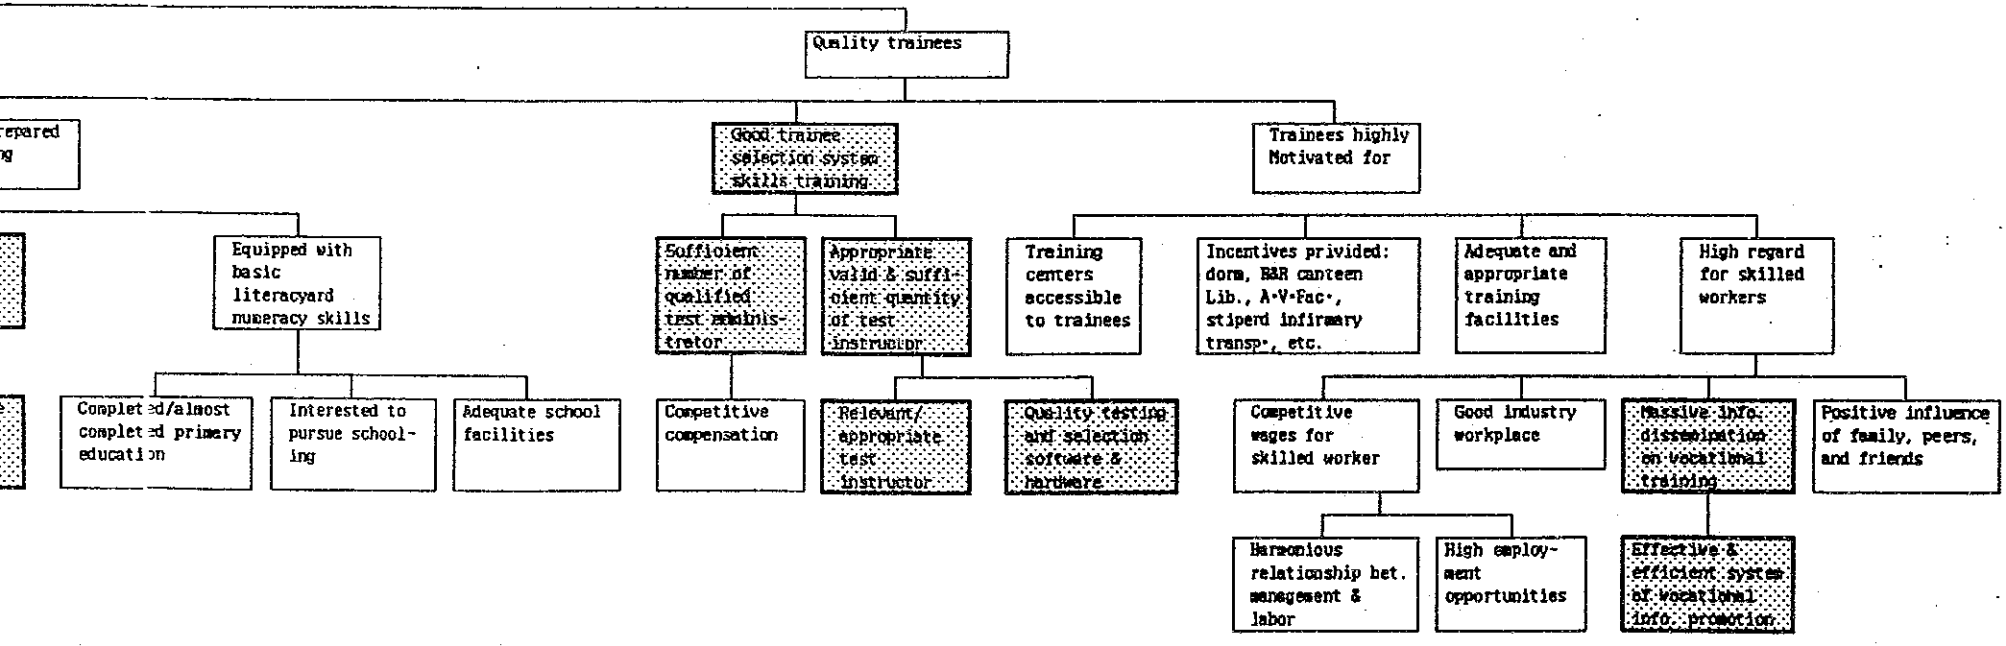 Quality trainees
repared
ng
Good trainee
selection system
skills training
Trainees highly
Motivated for
Equipped with
basic
literacyard
numeracy skills
Sufficient
number of
qualified
test adminis-
trator
Appropriate
valid & suffi-
cient quantity
of test
instructor
Training
centers
accessible
to trainees
Incentives privided:
dorm, R&R canteen
Lib., A·V·Fac·,
stiperd infirmary
transp·, etc.
Adequate and
appropriate
training
facilities
High regard
for skilled
workers
Completed/almost
completed primary
education
Interested to
pursue school-
ing
Adequate school
facilities
Competitive
compensation
Relevant/
appropriate
test
instructor
Quality testing
and selection
software &
hardware
Competitive
wages for
skilled worker
Good industry
workplace
Massive info.
dissemination
on vocational
training
Positive influence
of family, peers,
and friends
Harmonious
relationship bet.
management &
labor
High employ-
ment
opportunities
Effective &
efficient system
of vocational
info. promotion